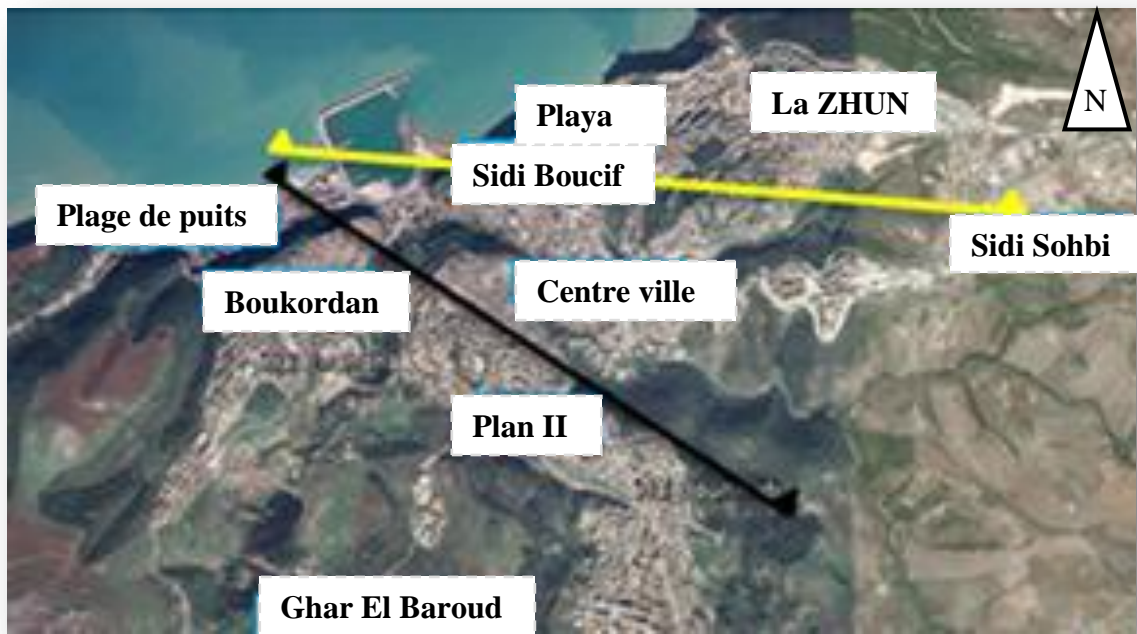 La ZHUN
N
Playa
Sidi Boucif
Plage de puits
Sidi Sohbi
Centre ville
Boukordan
Plan II
Ghar El Baroud